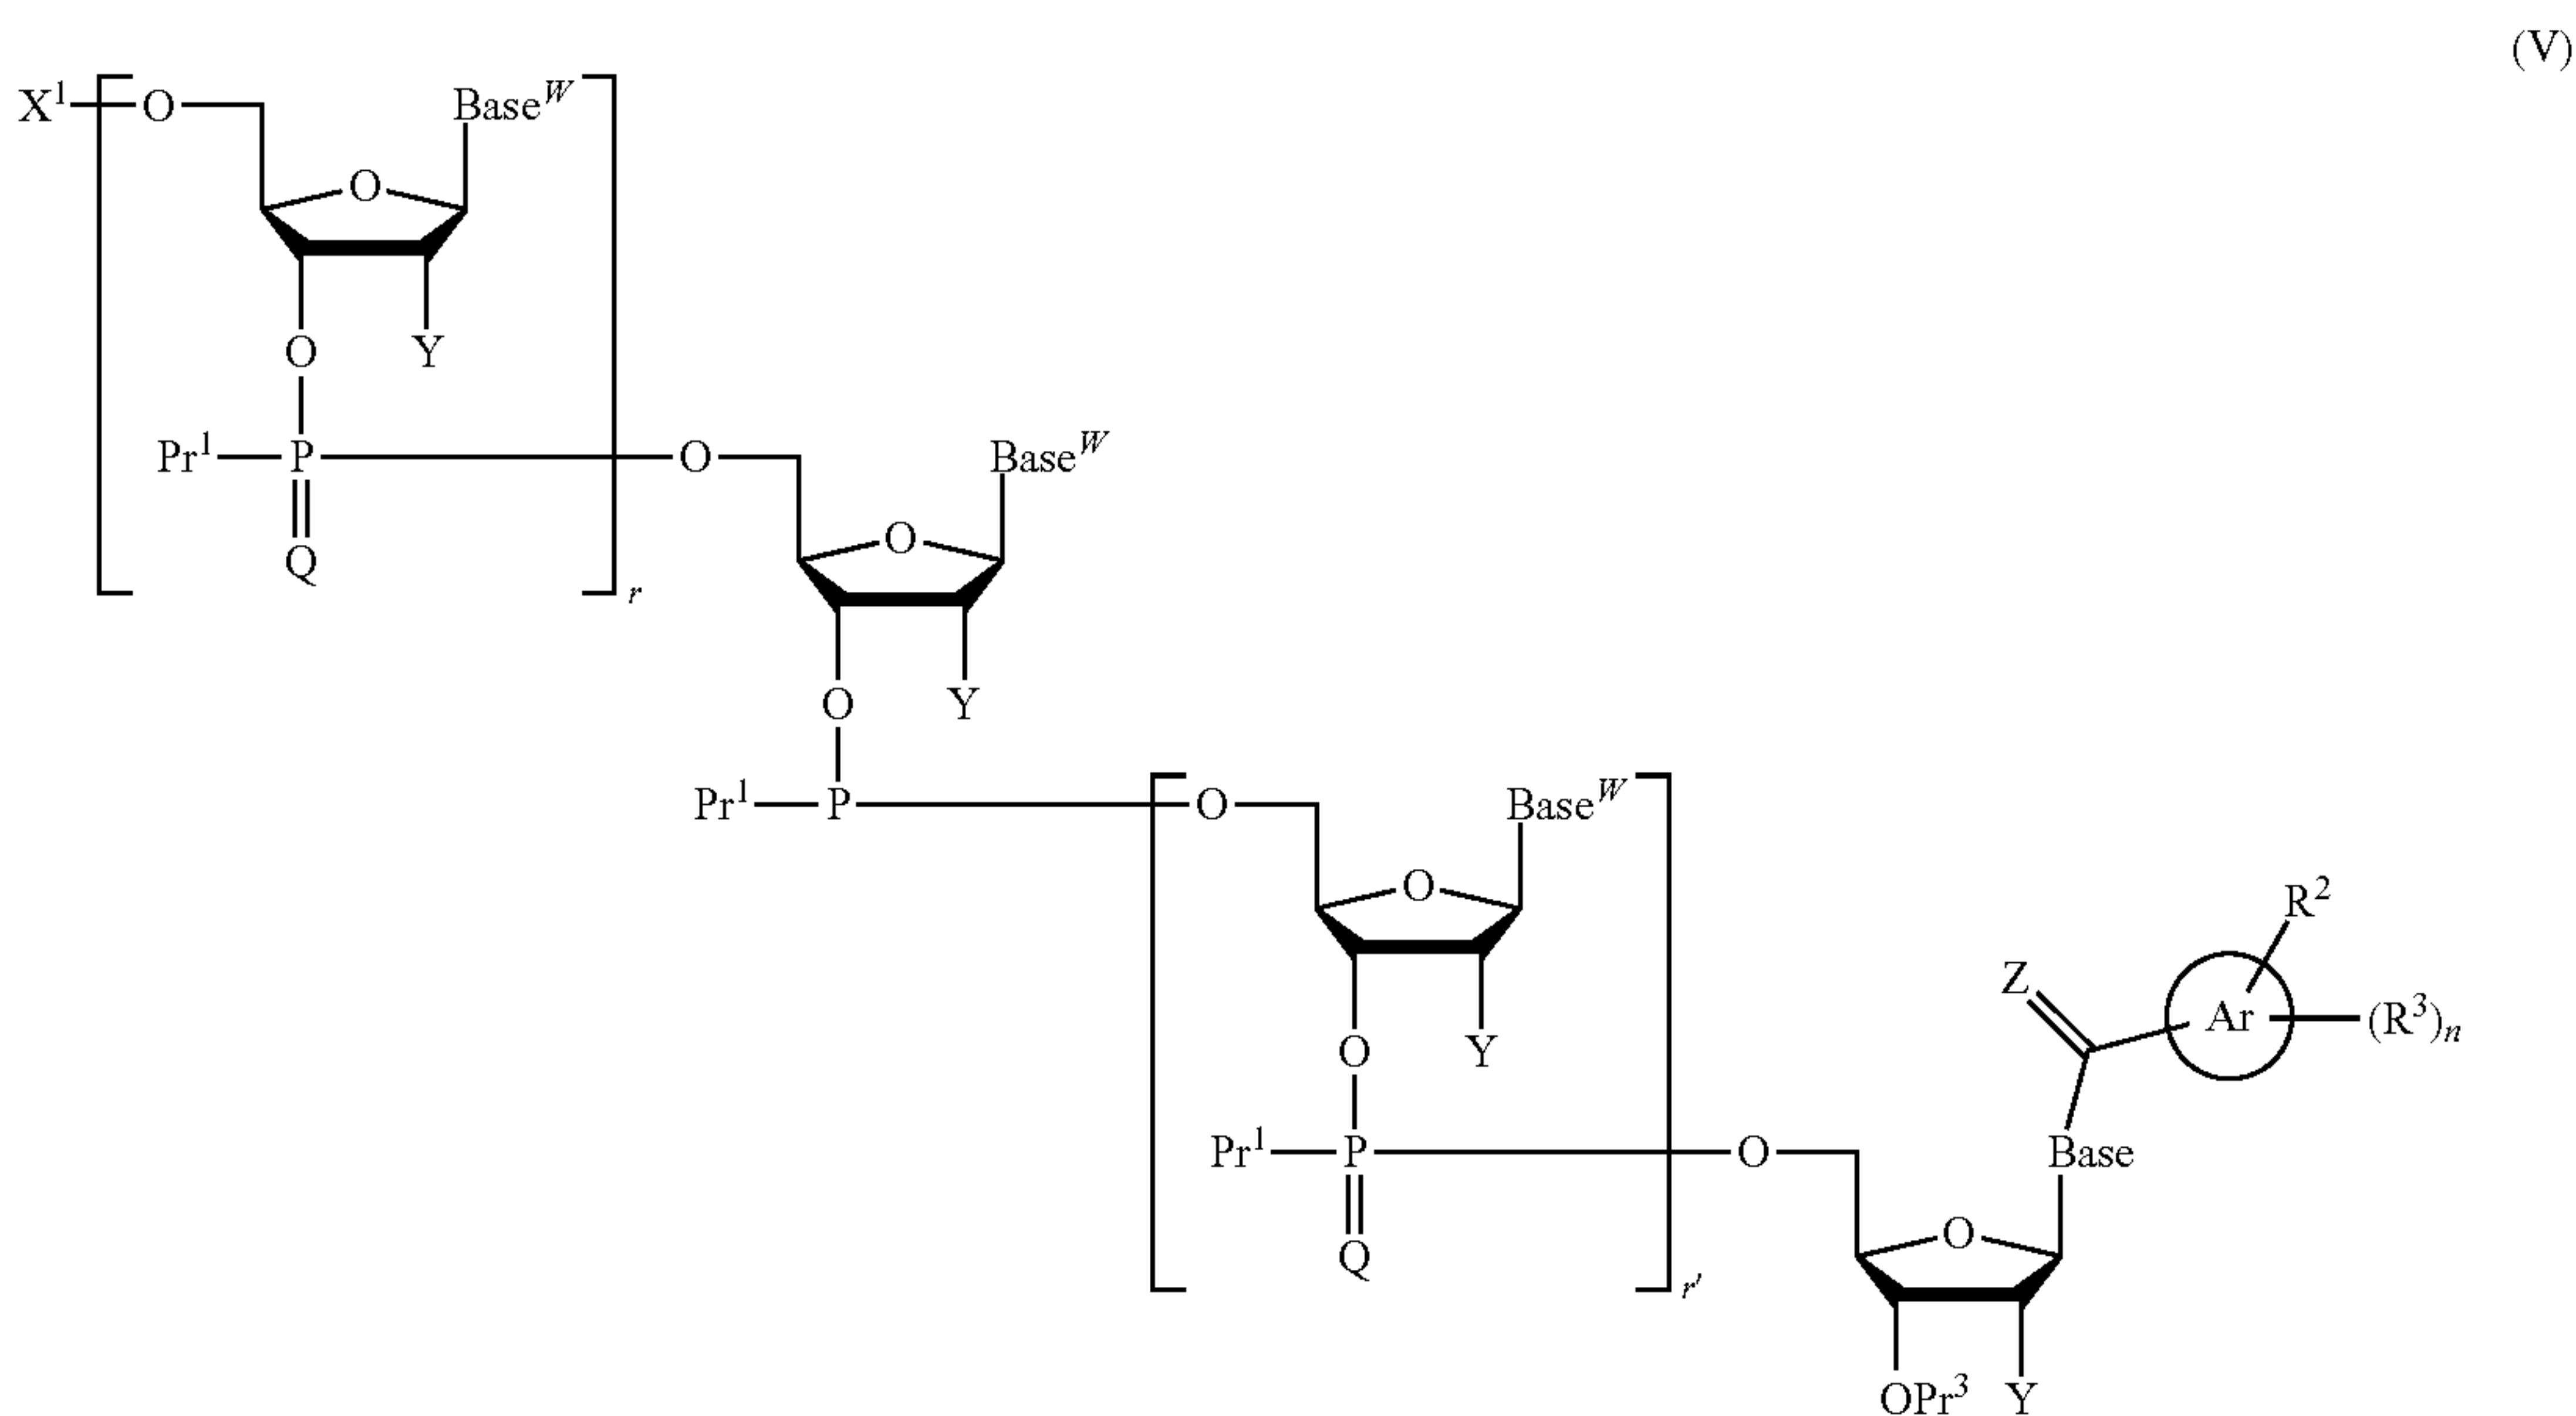 (V)
X¹ O Baseᵂ
O
O Y
Pr¹ P O Baseᵂ
Q r
O
O Y
Pr¹ P O Baseᵂ
O R²
Z Ar (R³)ₙ
O Y
Pr¹ P O Base
Q r'
O
OPr³ Y